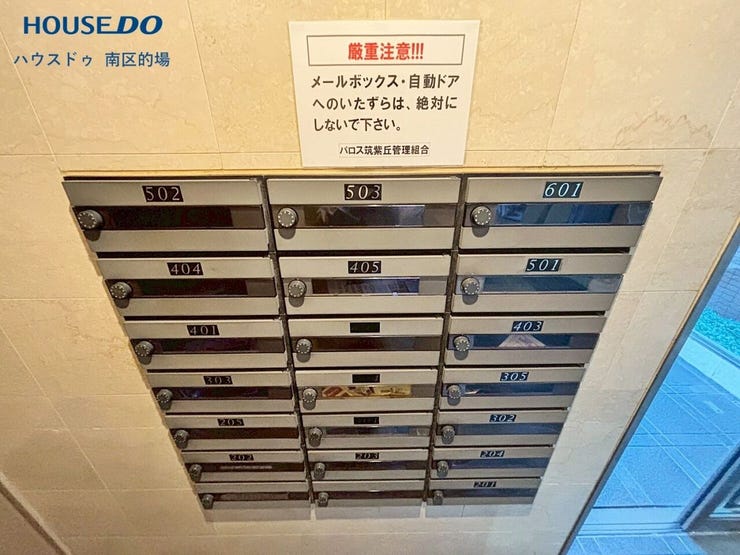 HOUSE DO
ハウスドゥ 南区的場
厳重注意!!!
メールボックス・自動ドア
へのいたずらは、絶対に
しないで下さい。
パロス筑紫丘管理組合
502 503 601
404 405 501
401 403
303 305
205 302
202 203 204
201